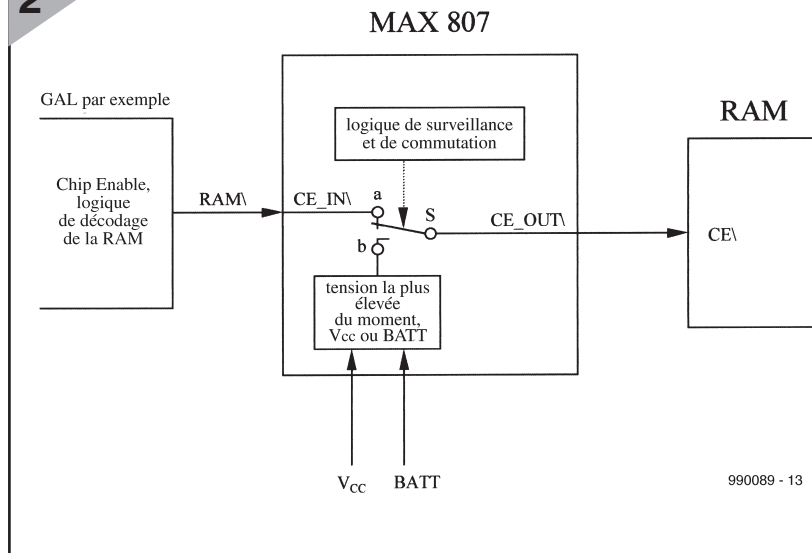 2
MAX 807
GAL par exemple
Chip Enable,
logique
de décodage
de la RAM
RAM\
CE_IN\
logique de surveillance
et de commutation
a
S
b
CE_OUT\
tension la plus
élevée
du moment,
Vcc ou BATT
VCC
BATT
RAM
CE\
990089 - 13